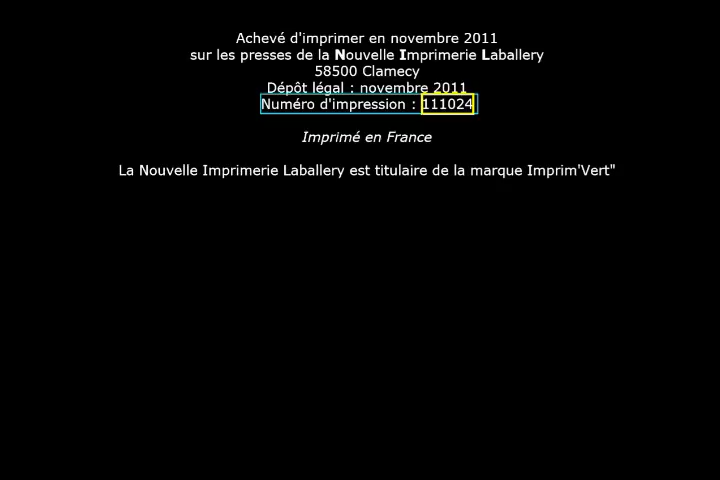 Achevé d'imprimer en novembre 2011
sur les presses de la Nouvelle Imprimerie Laballery
58500 Clamecy
Dépôt légal : novembre 2011
Numéro d'impression : 111024
Imprimé en France
La Nouvelle Imprimerie Laballery est titulaire de la marque Imprim'Vert"